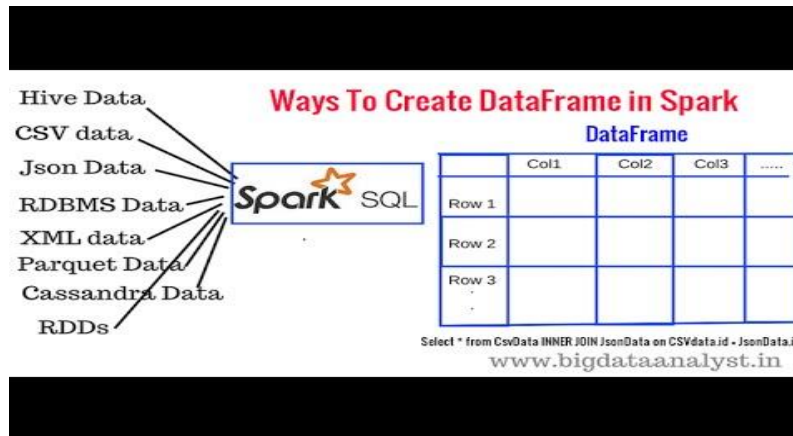 Ways To Create DataFrame in Spark
Hive Data
CSV data
Json Data
RDBMS Data
XML data
Parquet Data
Cassandra Data
RDDs
Spark SQL
DataFrame
Col1 Col2 Col3 .....
Row 1
Row 2
Row 3
.
.
Select * from CsvData INNER JOIN JsonData on CSVdata.id = JsonData.i
www.bigdataanalyst.in